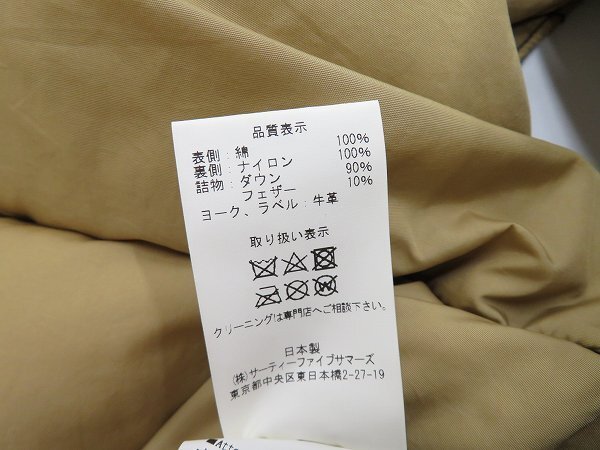 品質表示
表側：綿 100%
裏側：ナイロン 100%
詰物：ダウン 90%
フェザー 10%
ヨーク、ラベル：牛革
取り扱い表示
クリーニングは専門店へご相談下さい。
日本製
(株)サーティーファイブサマーズ
東京都中央区東日本橋2-27-19